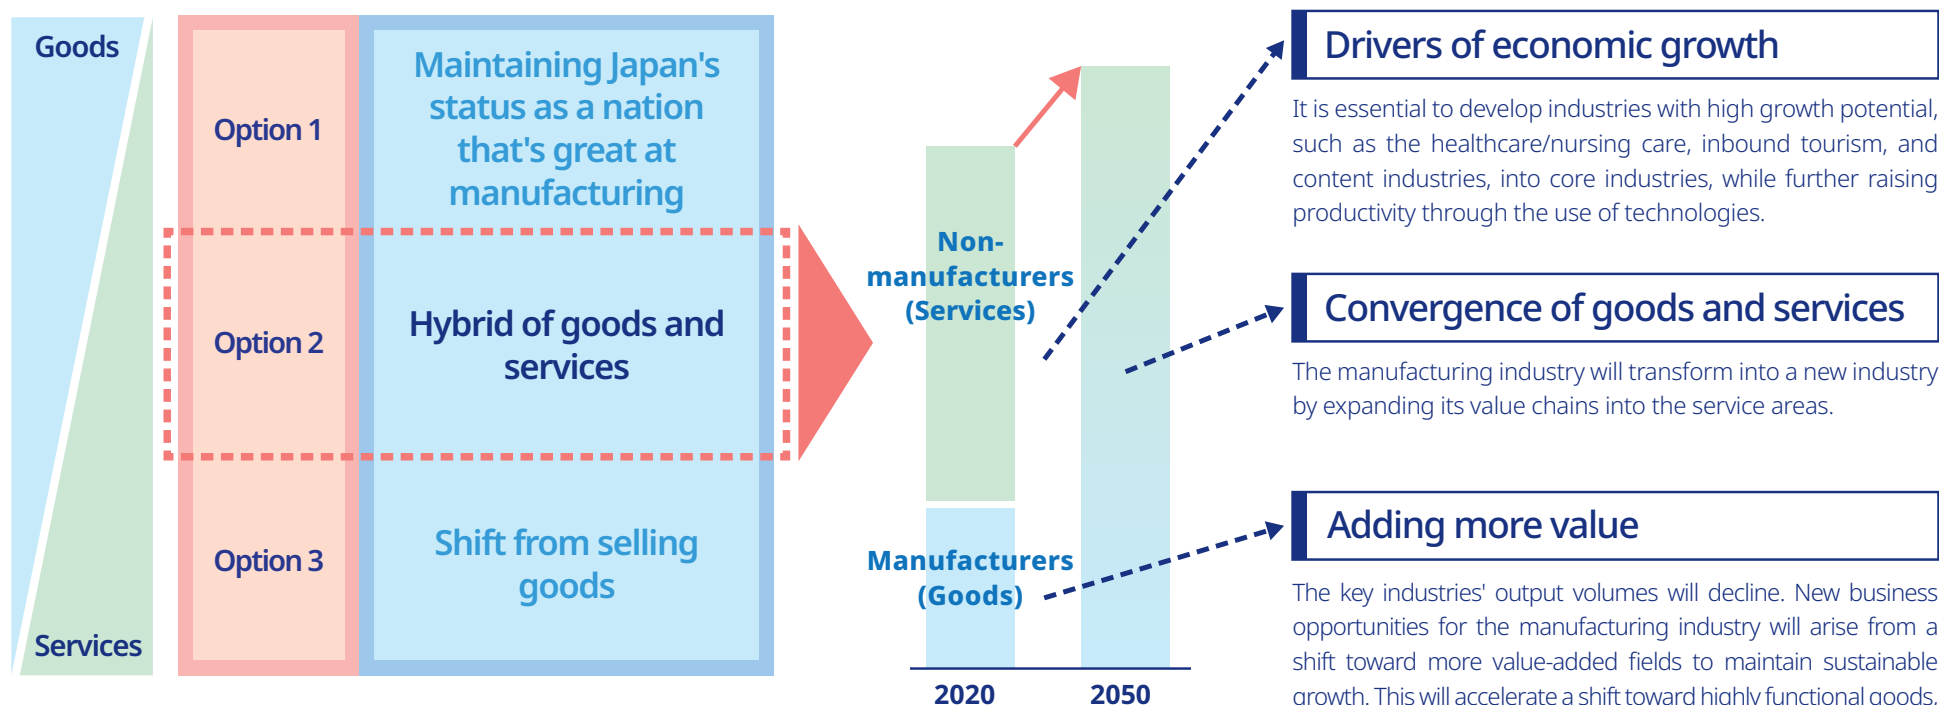 Goods
Services
Option 1
Maintaining Japan's
status as a nation
that's great at
manufacturing
Option 2
Hybrid of goods and
services
Option 3
Shift from selling
goods
Non-
manufacturers
(Services)
Manufacturers
(Goods)
2020
2050
Drivers of economic growth
It is essential to develop industries with high growth potential,
such as the healthcare/nursing care, inbound tourism, and
content industries, into core industries, while further raising
productivity through the use of technologies.
Convergence of goods and services
The manufacturing industry will transform into a new industry
by expanding its value chains into the service areas.
Adding more value
The key industries' output volumes will decline. New business
opportunities for the manufacturing industry will arise from a
shift toward more value-added fields to maintain sustainable
growth. This will accelerate a shift toward highly functional goods,